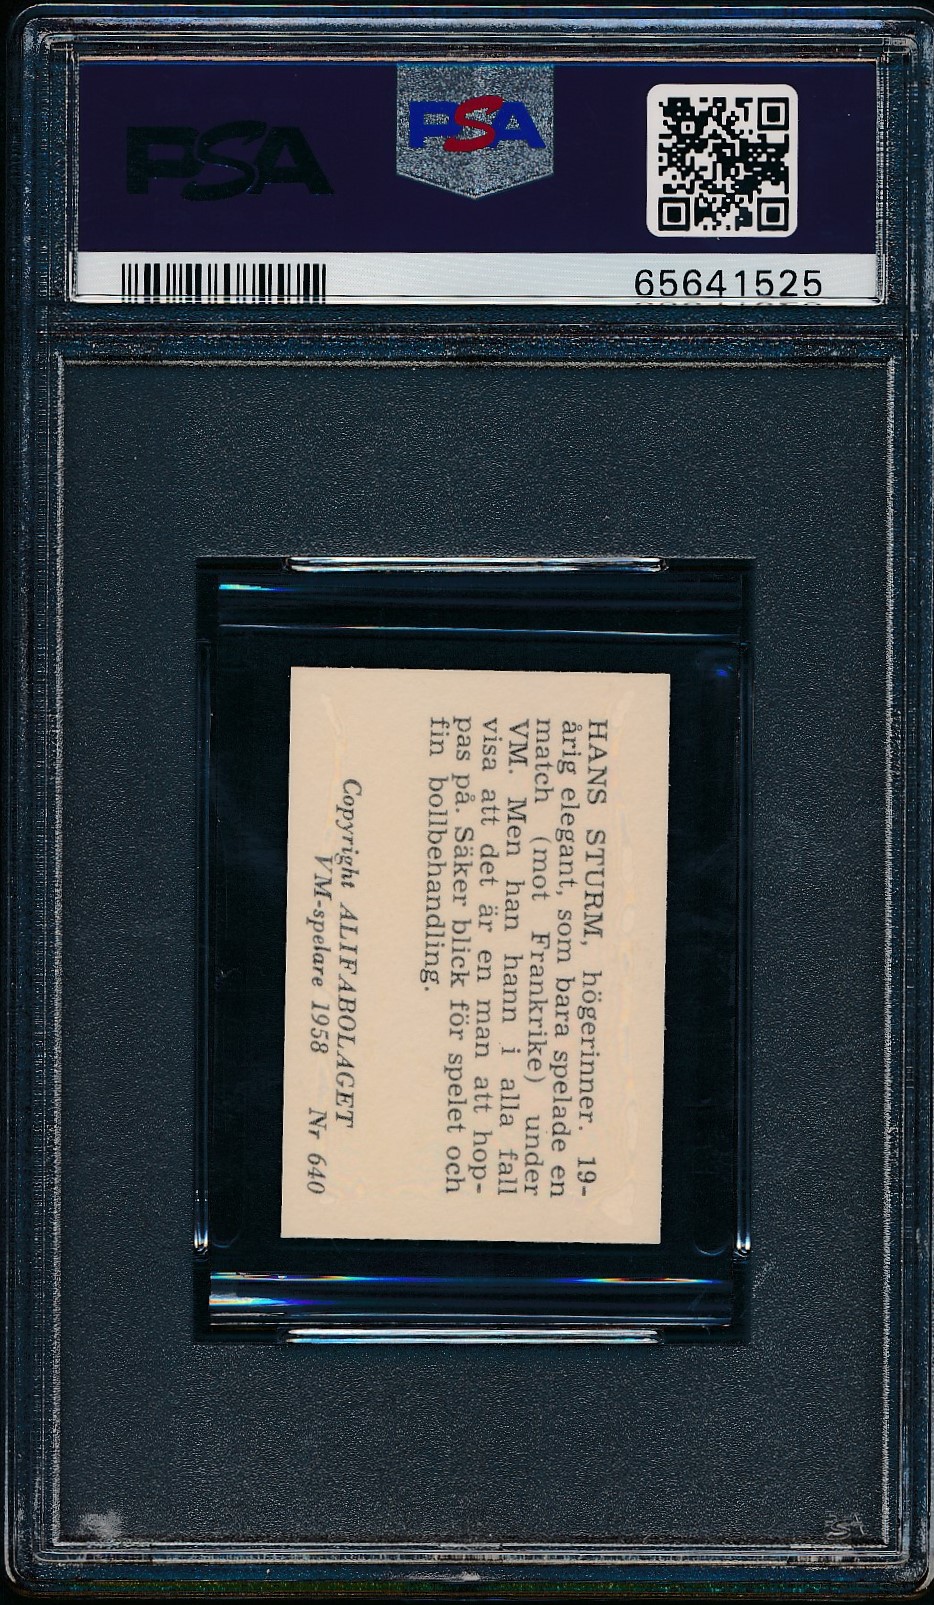 PSA
PSA
65641525
HANS STURM, högerinner. 19-
årig elegant, som bara spelade en
match (mot Frankrike) under
VM. Men han hann i alla fall
visa att det är en man att hop-
pas på. Säker blick för spelet och
fin bollbehandling.
Copyright ALIFABOLAGET
VM-spelare 1958 Nr 640
PSA